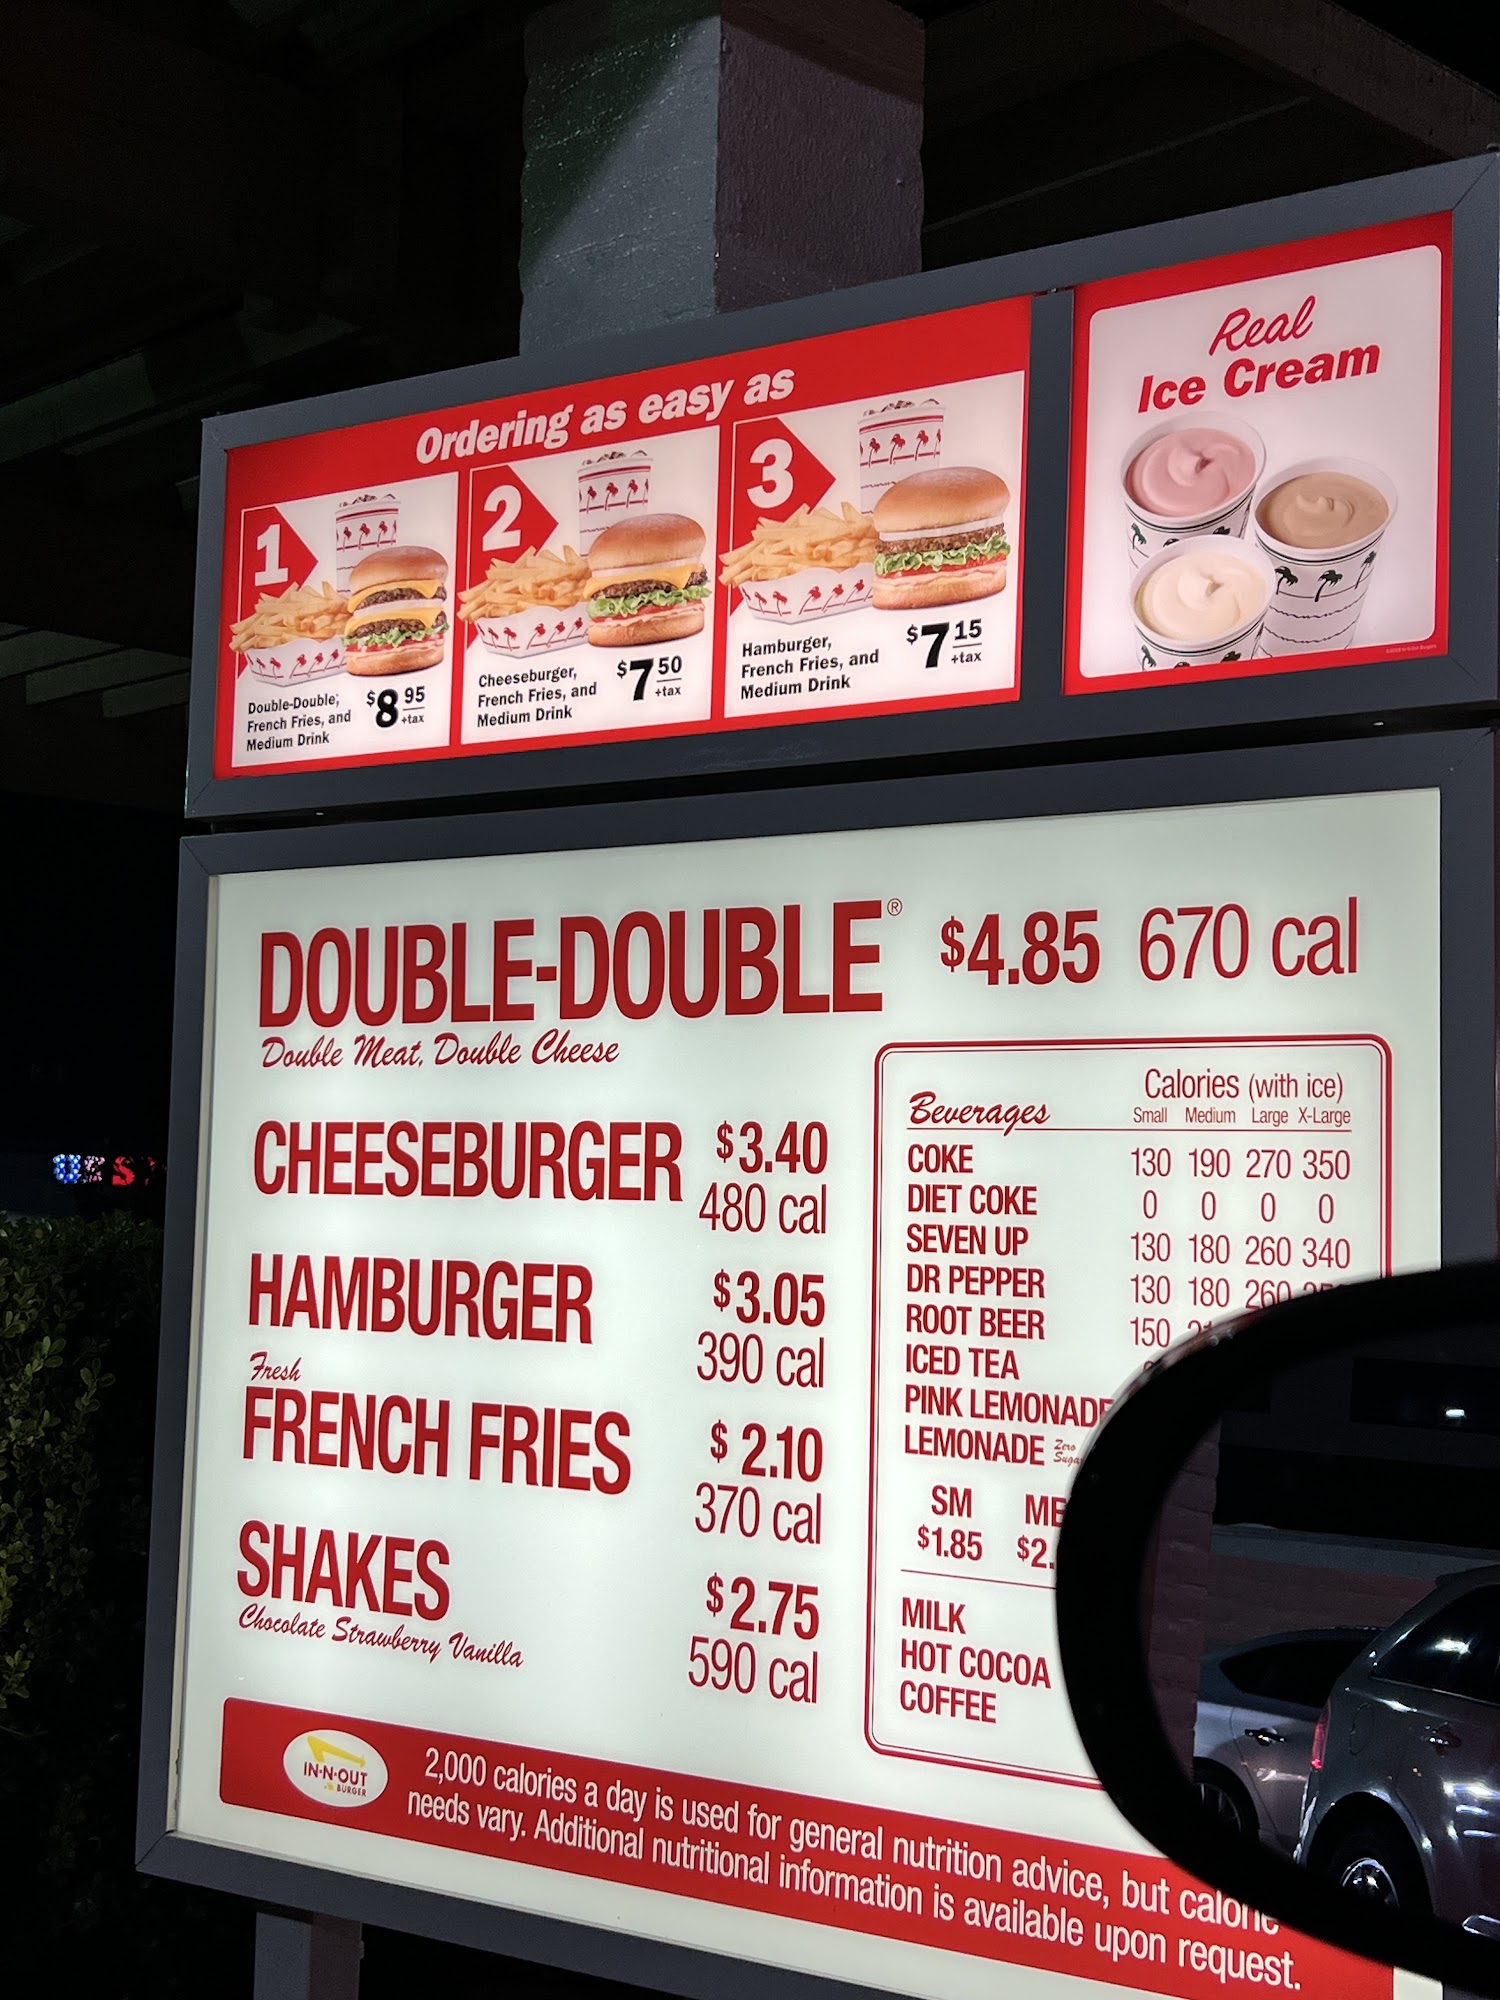 Ordering as easy as
1
Double-Double,
French Fries, and
Medium Drink
$8 95
+tax
2
Cheeseburger,
French Fries, and
Medium Drink
$7 50
+tax
3
Hamburger,
French Fries, and
Medium Drink
$7 15
+tax
Real
Ice Cream
DOUBLE-DOUBLE® $4.85 670 cal
Double Meat, Double Cheese
CHEESEBURGER $3.40
480 cal
HAMBURGER $3.05
390 cal
Fresh
FRENCH FRIES $2.10
370 cal
SHAKES $2.75
Chocolate Strawberry Vanilla
590 cal
Beverages
Calories (with ice)
Small Medium Large X-Large
COKE 130 190 270 350
DIET COKE 0 0 0 0
SEVEN UP 130 180 260 340
DR PEPPER 130 180 260
ROOT BEER 150
ICED TEA
PINK LEMONADE
LEMONADE Zero
SM
$1.85
MILK
HOT COCOA
COFFEE
IN-N-OUT
BURGER
2,000 calories a day is used for general nutrition advice, but calorie
needs vary. Additional nutritional information is available upon request.